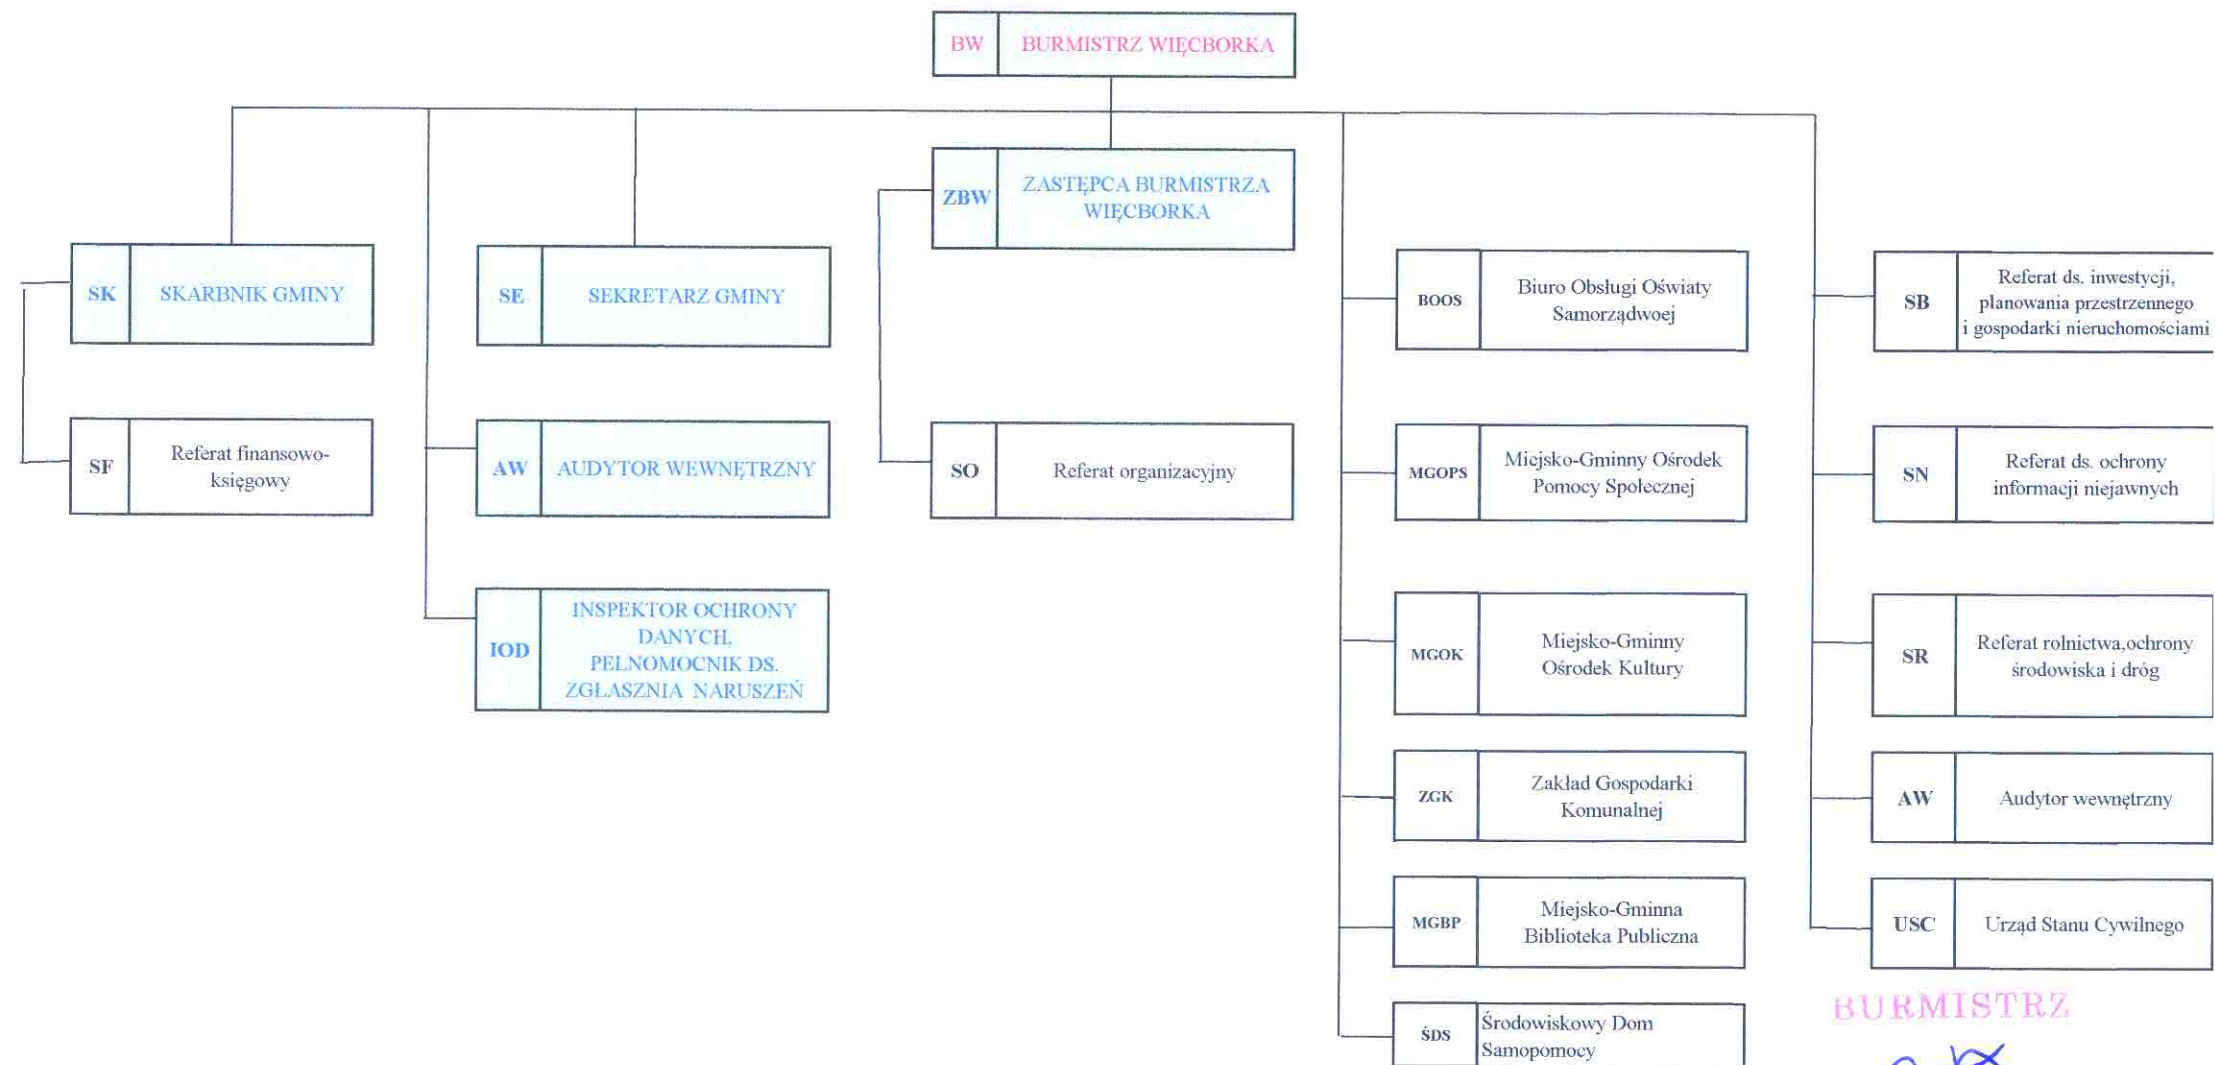 BW BURMISTRZ WIĘCBORKA
ZBW
ZASTĘPCA BURMISTRZA
WIĘCBORKA
SK SKARBNIK GMINY
SE SEKRETARZ GMINY
BOOS
Biuro Obsługi Oświaty
Samorządwoej
SB
Referat ds. inwestycji,
planowania przestrzennego
i gospodarki nieruchomościami
SF
Referat finansowo-
księgowy
AW AUDYTOR WEWNĘTRZNY
SO Referat organizacyjny
MGOPS
Miejsko-Gminny Ośrodek
Pomocy Społecznej
SN
Referat ds. ochrony
informacji niejawnych
IOD
INSPEKTOR OCHRONY
DANYCH,
PEŁNOMOCNIK DS.
ZGŁASZNIA NARUSZEŃ
MGOK
Miejsko-Gminny
Ośrodek Kultury
SR
Referat rolnictwa,ochrony
środowiska i dróg
ZGK
Zakład Gospodarki
Komunalnej
AW Audytor wewnętrzny
MGBP
Miejsko-Gminna
Biblioteka Publiczna
USC Urząd Stanu Cywilnego
ŚDS
Środowiskowy Dom
Samopomocy
BURMISTRZ